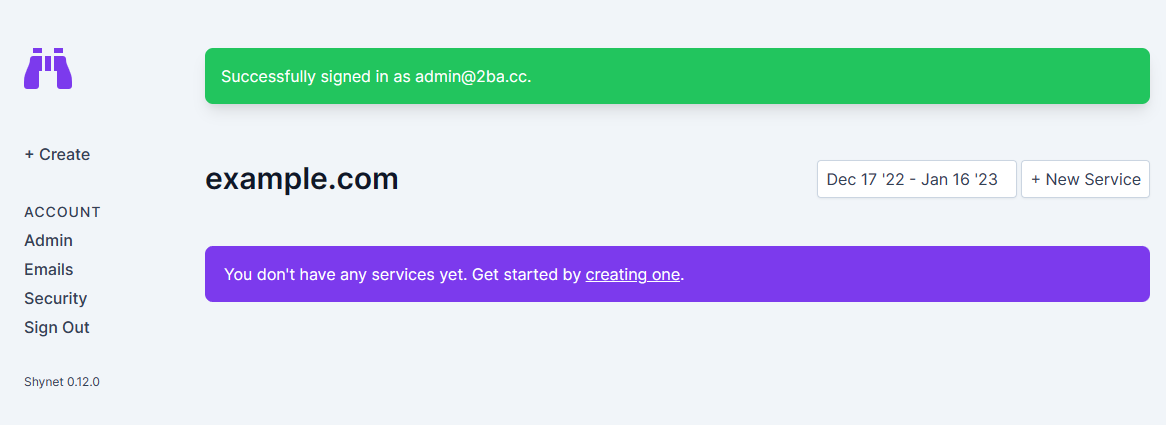 Successfully signed in as admin@2ba.cc.
+ Create
example.com
Dec 17 '22 - Jan 16 '23
+ New Service
ACCOUNT
Admin
Emails
Security
Sign Out
You don't have any services yet. Get started by creating one.
Shynet 0.12.0